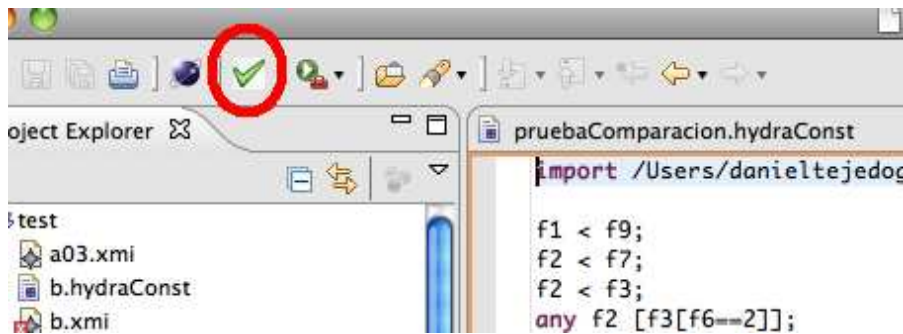 oject Explorer
pruebaComparacion.hydraConst
import /Users/danieltejedog
test
f1 < f9;
a03.xmi
f2 < f7;
b.hydraConst
f2 < f3;
b.xmi
any f2 [f3[f6==2]];